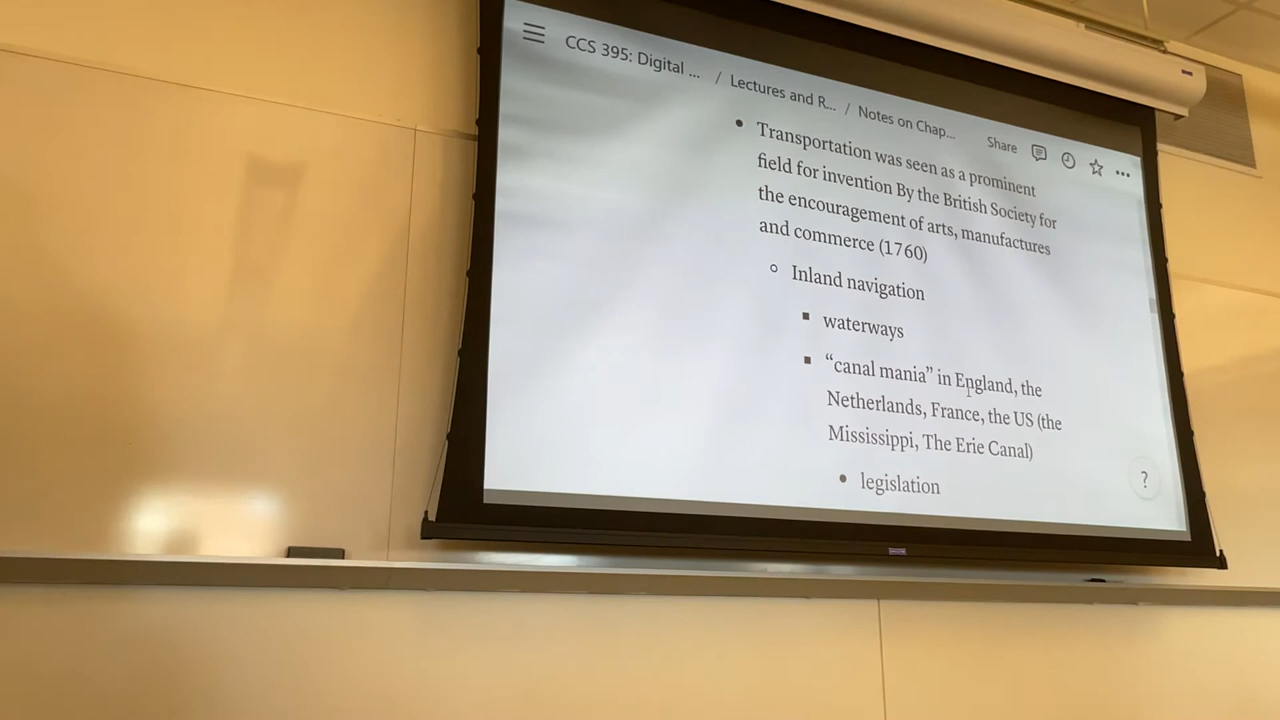 CCS 395: Digital ... / Lectures and R... / Notes on Chap... Share
Transportation was seen as a prominent
field for invention By the British Society for
the encouragement of arts, manufactures
and commerce (1760)
Inland navigation
waterways
“canal mania” in England, the
Netherlands, France, the US (the
Mississippi, The Erie Canal)
legislation
?